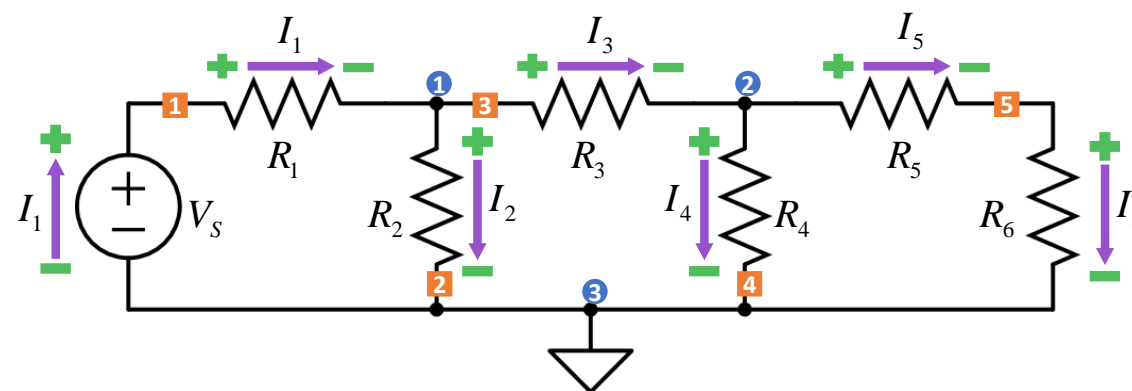 I₁ I₃ I₅
+ − + − + −
1 1 3 2 5
R₁ R₃ R₅
+ + + +
I₁ + − V_S R₂ I₂ I₄ R₄ R₆ I
− − − −
2 3 4